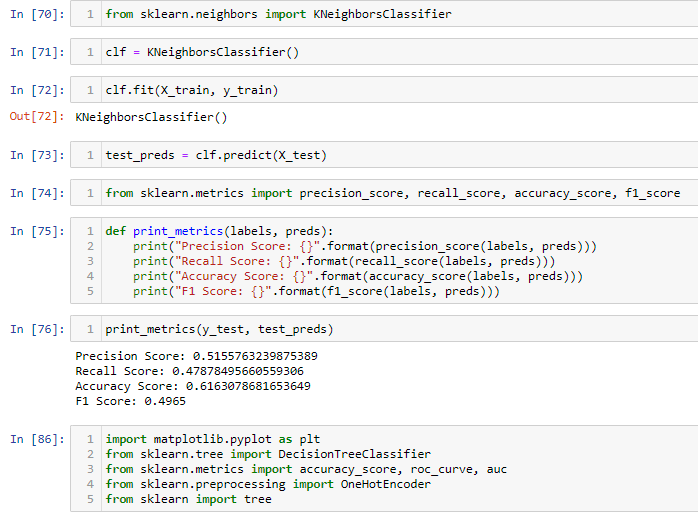 In [70]: 1 from sklearn.neighbors import KNeighborsClassifier
In [71]: 1 clf = KNeighborsClassifier()
In [72]: 1 clf.fit(X_train, y_train)
Out[72]: KNeighborsClassifier()
In [73]: 1 test_preds = clf.predict(X_test)
In [74]: 1 from sklearn.metrics import precision_score, recall_score, accuracy_score, f1_score
In [75]: 1 def print_metrics(labels, preds):
2     print("Precision Score: {}".format(precision_score(labels, preds)))
3     print("Recall Score: {}".format(recall_score(labels, preds)))
4     print("Accuracy Score: {}".format(accuracy_score(labels, preds)))
5     print("F1 Score: {}".format(f1_score(labels, preds)))
In [76]: 1 print_metrics(y_test, test_preds)
Precision Score: 0.5155763239875389
Recall Score: 0.47878495660559306
Accuracy Score: 0.6163078681653649
F1 Score: 0.4965
In [86]: 1 import matplotlib.pyplot as plt
2 from sklearn.tree import DecisionTreeClassifier
3 from sklearn.metrics import accuracy_score, roc_curve, auc
4 from sklearn.preprocessing import OneHotEncoder
5 from sklearn import tree